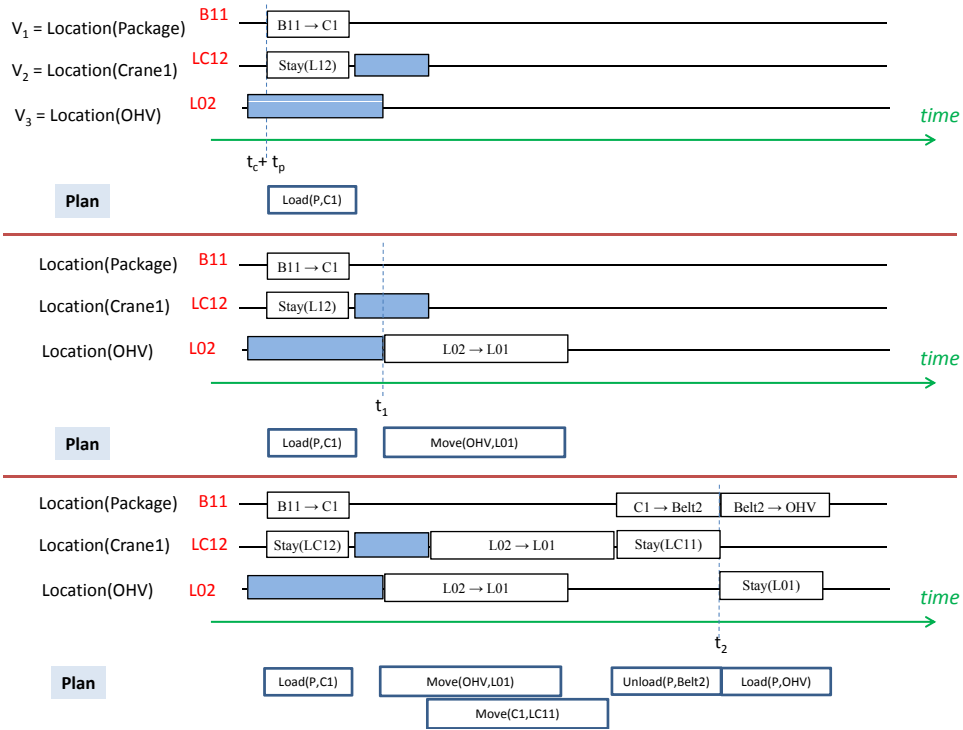 V1 = Location(Package) B11 B11 → C1
V2 = Location(Crane1) LC12 Stay(L12)
V3 = Location(OHV) L02
time
tc+ tp
Plan Load(P,C1)
Location(Package) B11 B11 → C1
Location(Crane1) LC12 Stay(L12)
Location(OHV) L02 L02 → L01
time
t1
Plan Load(P,C1) Move(OHV,L01)
Location(Package) B11 B11 → C1 C1 → Belt2 Belt2 → OHV
Location(Crane1) LC12 Stay(LC12) L02 → L01 Stay(LC11)
Location(OHV) L02 L02 → L01 Stay(L01)
time
t2
Plan Load(P,C1) Move(OHV,L01) Unload(P,Belt2) Load(P,OHV)
Move(C1,LC11)